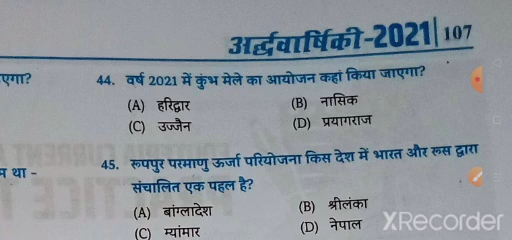 अर्द्धवार्षिकी-2021 107
एगा?
44. वर्ष 2021 में कुंभ मेले का आयोजन कहां किया जाएगा?
(A) हरिद्वार (B) नासिक
(C) उज्जैन (D) प्रयागराज
म था -
45. रूपपुर परमाणु ऊर्जा परियोजना किस देश में भारत और रूस द्वारा
संचालित एक पहल है?
(A) बांग्लादेश (B) श्रीलंका
(C) म्यांमार (D) नेपाल
XRecorder